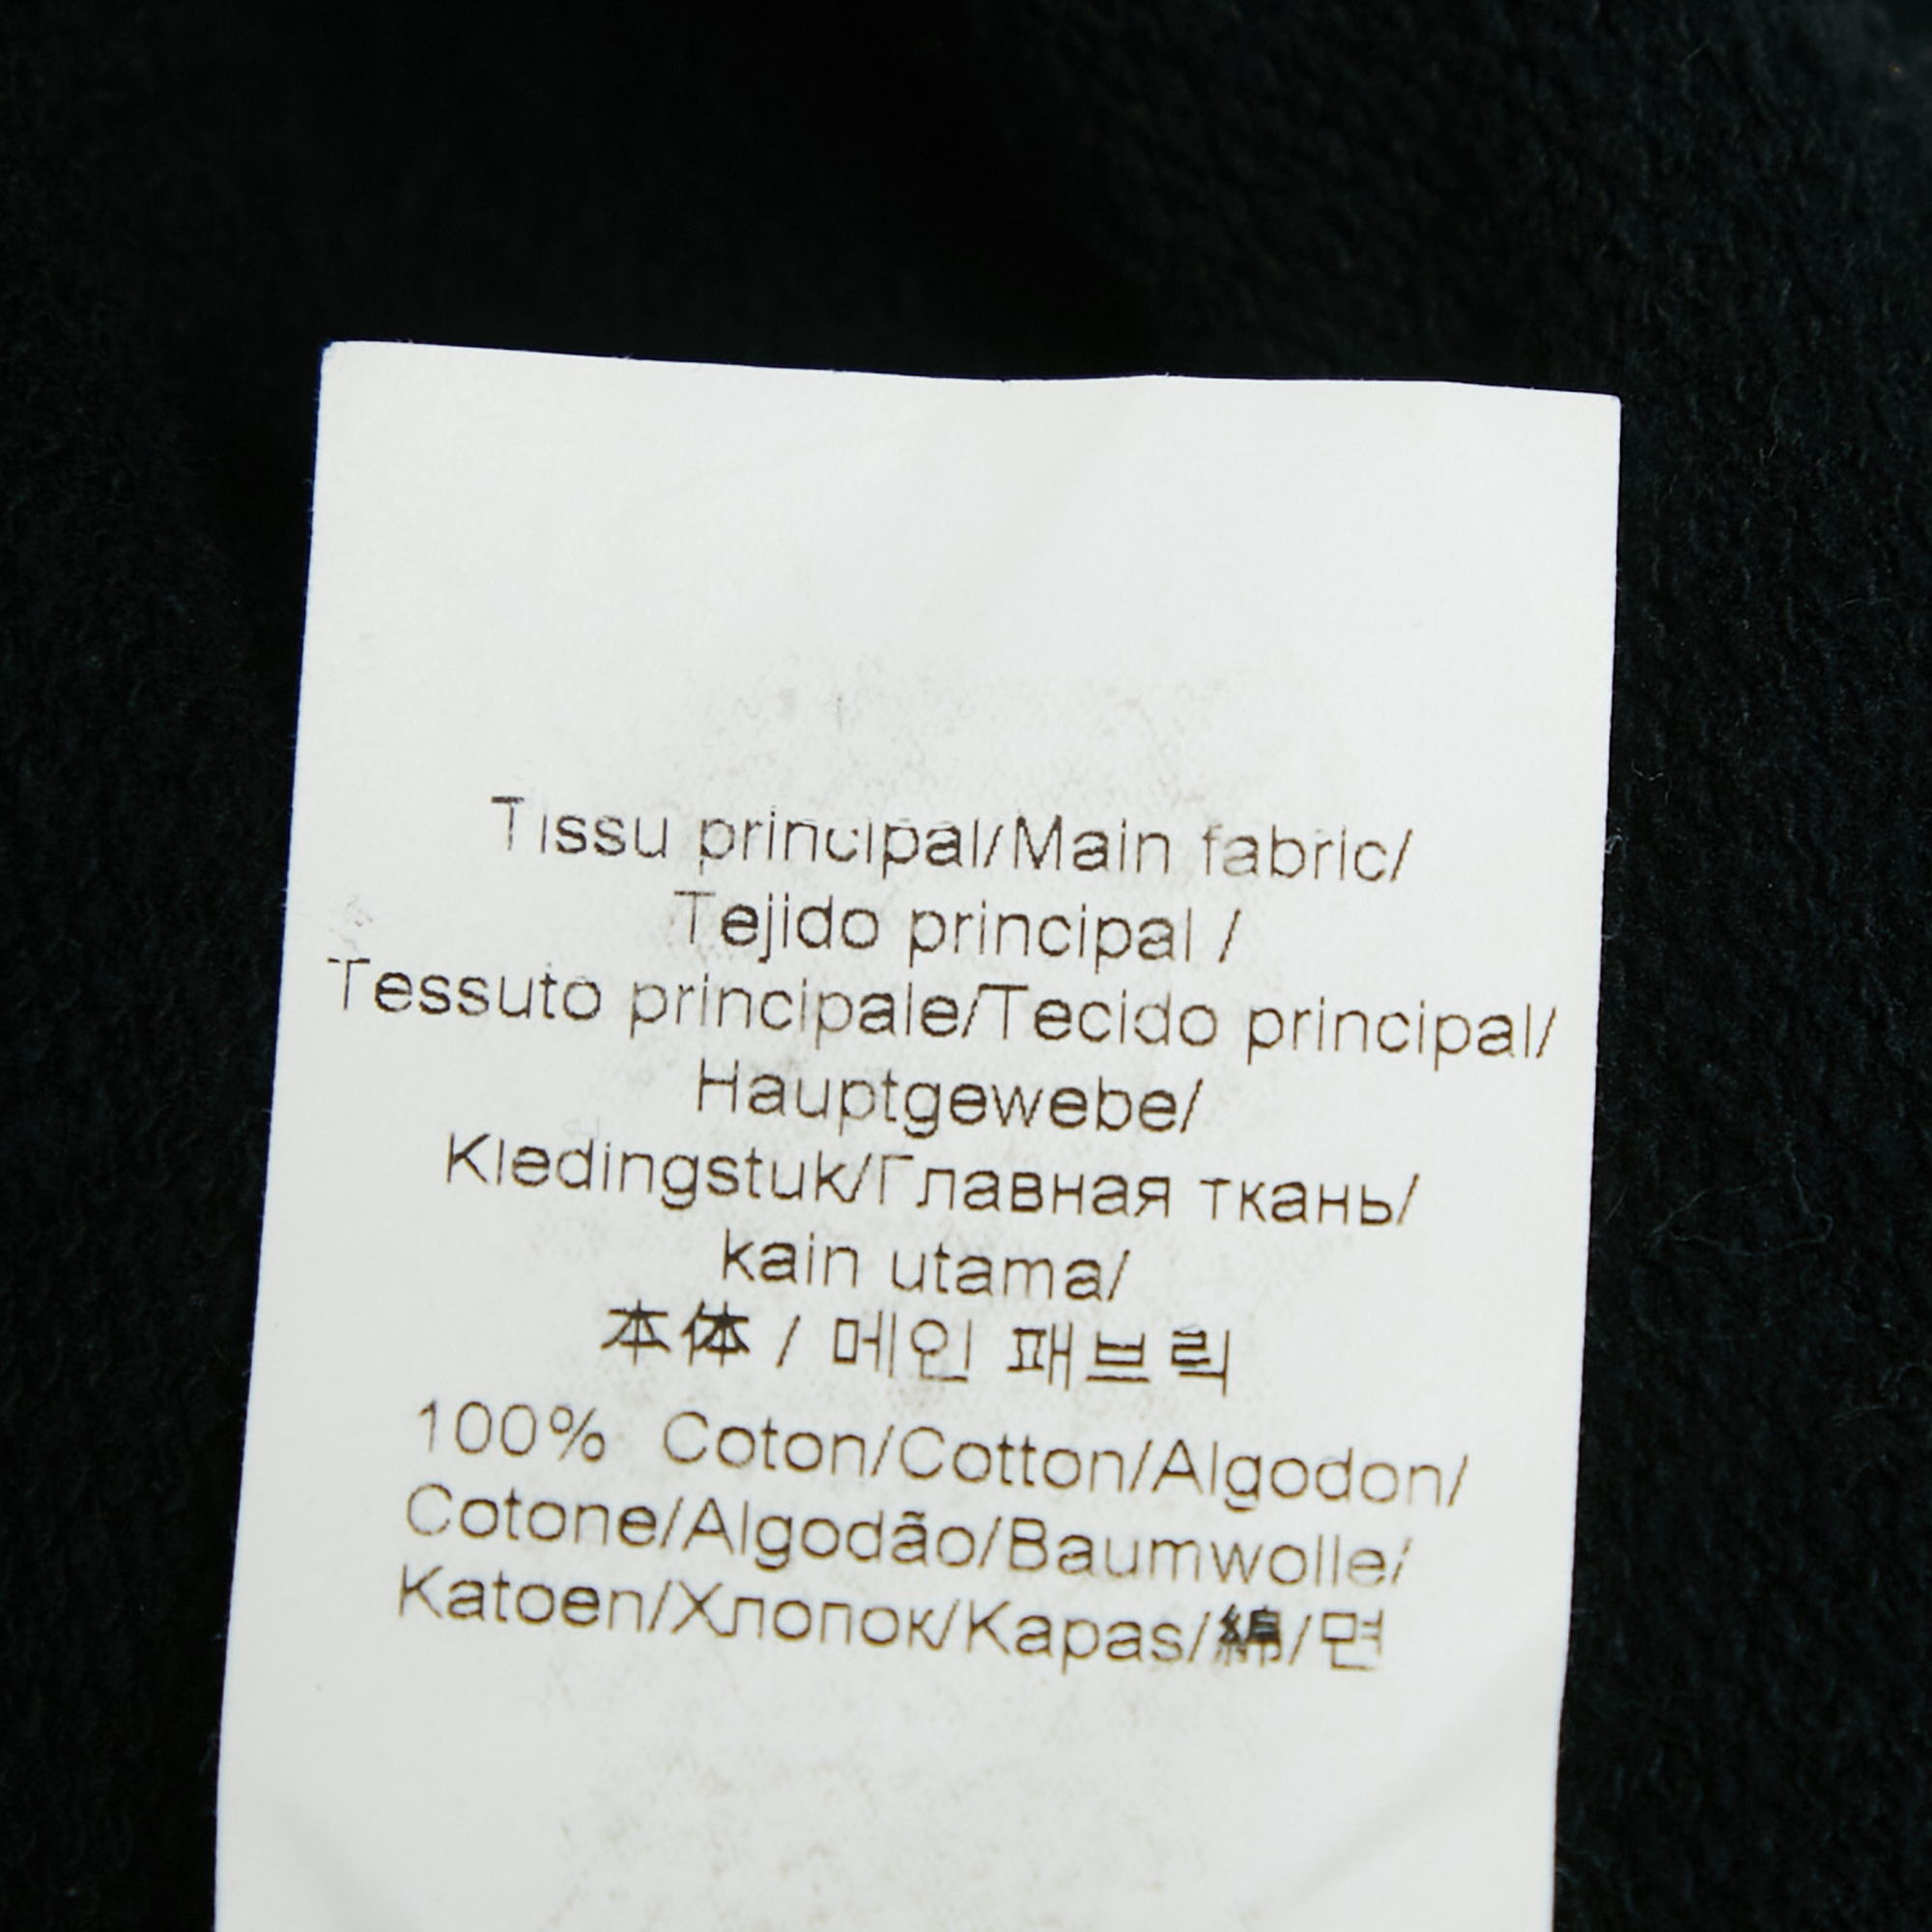 Tissu principal/Main fabric/
Tejido principal /
Tessuto principale/Tecido principal/
Hauptgewebe/
Kledingstuk/Главная ткань/
kain utama/
本体 / 메인 패브릭
100% Coton/Cotton/Algodon/
Cotone/Algodão/Baumwolle/
Katoen/Хлопок/Kapas/綿/면